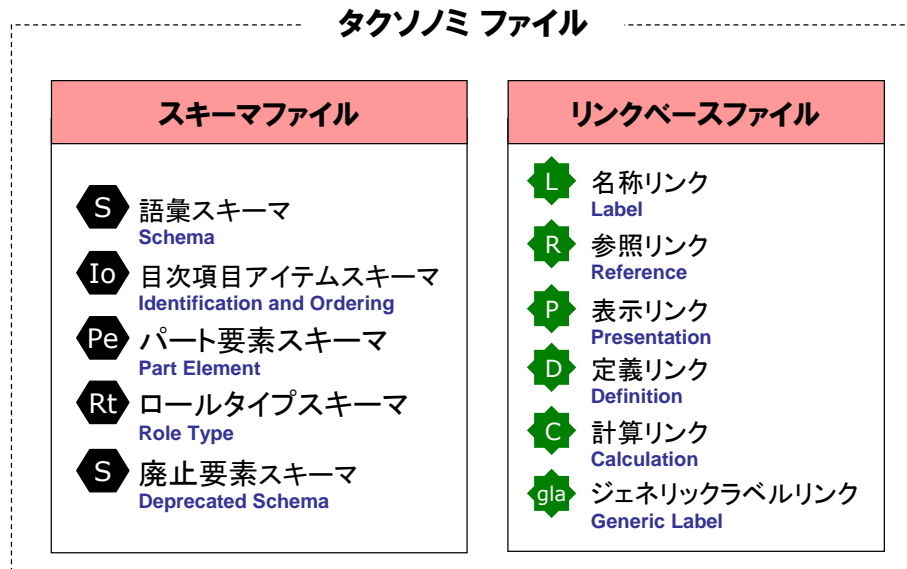 タクソノミ ファイル
スキーマファイル
S 語彙スキーマ
Schema
Io 目次項目アイテムスキーマ
Identification and Ordering
Pe パート要素スキーマ
Part Element
Rt ロールタイプスキーマ
Role Type
S 廃止要素スキーマ
Deprecated Schema
リンクベースファイル
L 名称リンク
Label
R 参照リンク
Reference
P 表示リンク
Presentation
D 定義リンク
Definition
C 計算リンク
Calculation
gla ジェネリックラベルリンク
Generic Label